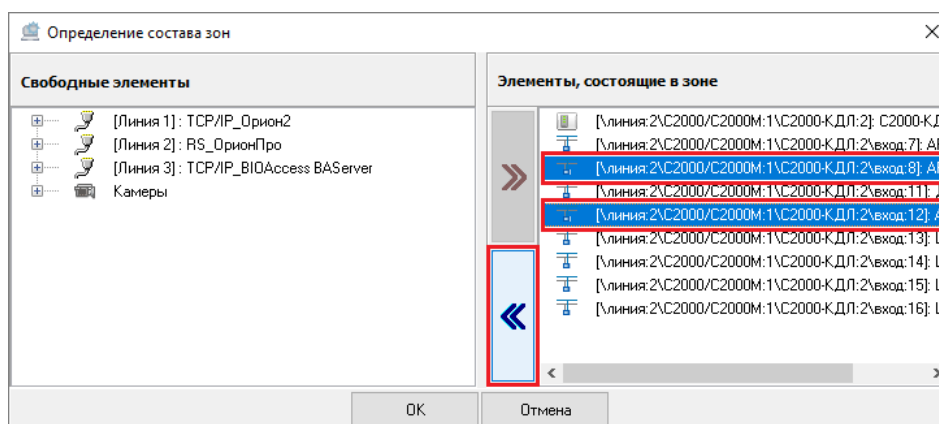 Определение состава зон
Свободные элементы
[Линия 1] : TCP/IP_Орион2
[Линия 2] : RS_ОрионПро
[Линия 3] : TCP/IP_BIOAccess BAServer
Камеры
Элементы, состоящие в зоне
[\линия:2\С2000/С2000М:1\С2000-КДЛ:2]: С2000-КД
[\линия:2\С2000/С2000М:1\С2000-КДЛ:2\вход:7]:
[\линия:2\С2000/С2000М:1\С2000-КДЛ:2\вход:8]:
[\линия:2\С2000/С2000М:1\С2000-КДЛ:2\вход:11]:
[\линия:2\С2000/С2000М:1\С2000-КДЛ:2\вход:12]:
[\линия:2\С2000/С2000М:1\С2000-КДЛ:2\вход:13]:
[\линия:2\С2000/С2000М:1\С2000-КДЛ:2\вход:14]:
[\линия:2\С2000/С2000М:1\С2000-КДЛ:2\вход:15]:
[\линия:2\С2000/С2000М:1\С2000-КДЛ:2\вход:16]:
OK
Отмена